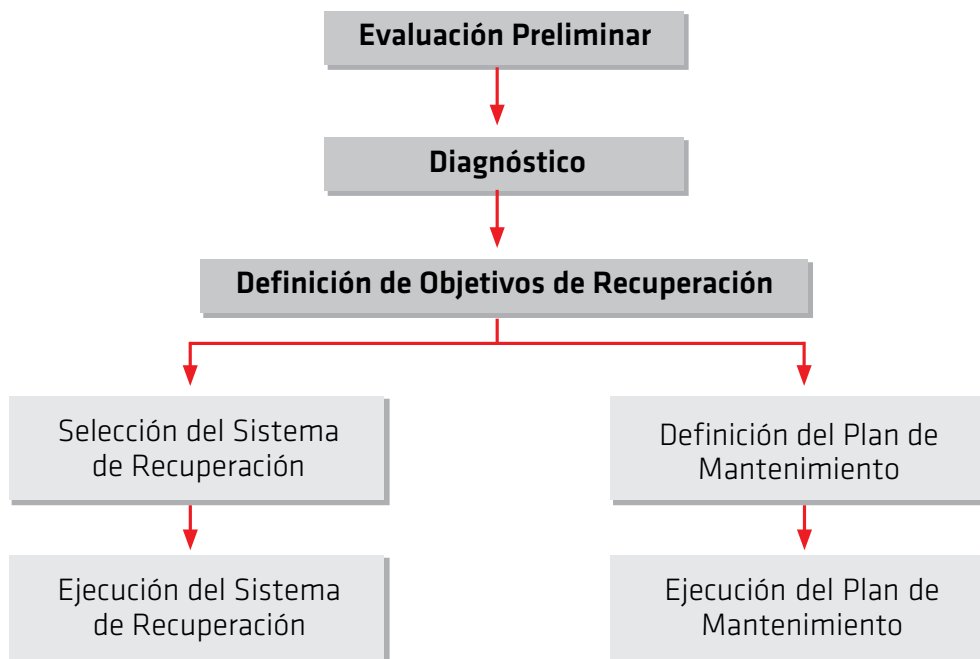 Evaluación Preliminar
Diagnóstico
Definición de Objetivos de Recuperación
Selección del Sistema
de Recuperación
Definición del Plan de
Mantenimiento
Ejecución del Sistema
de Recuperación
Ejecución del Plan de
Mantenimiento